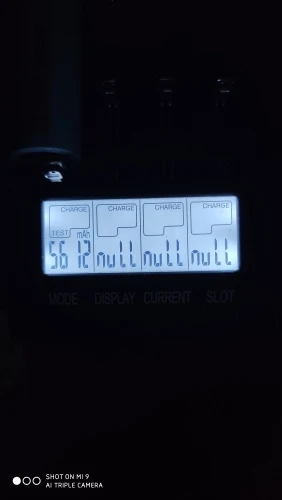 CHARGE CHARGE CHARGE CHARGE
TEST mAh
5612 null null null
MODE DISPLAY CURRENT SLOT
SHOT ON MI 9
AI TRIPLE CAMERA